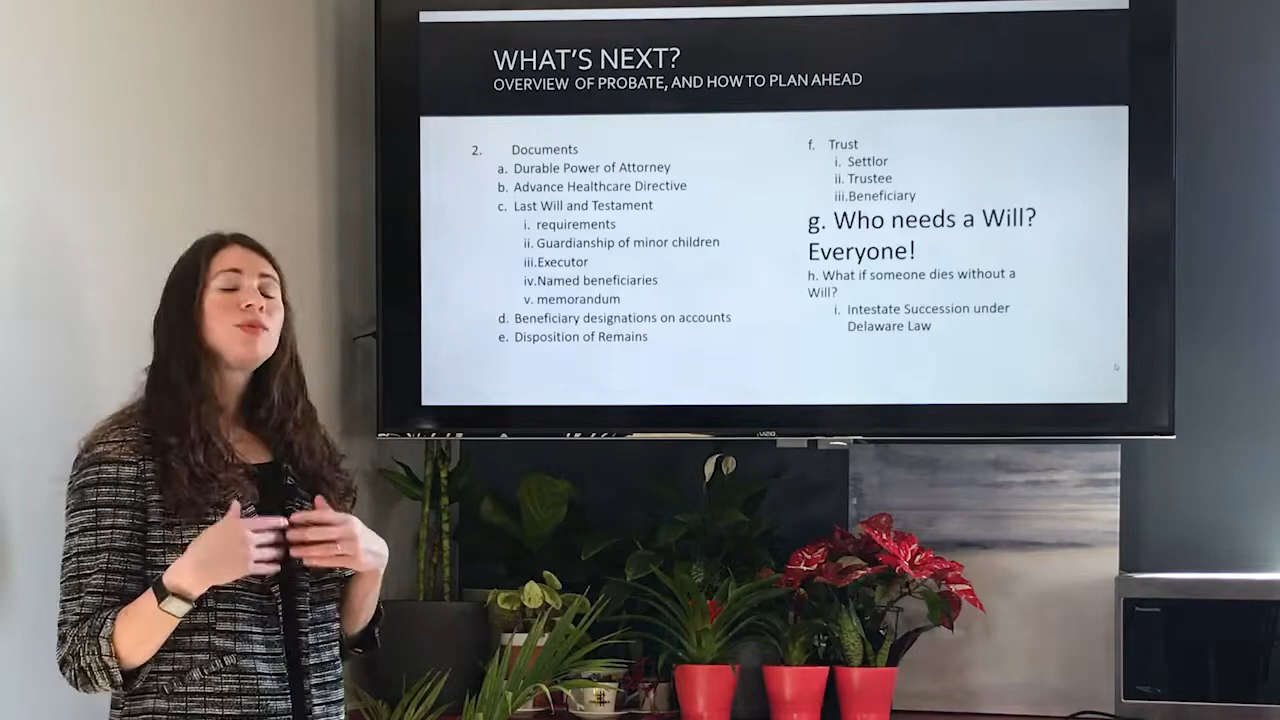 WHAT'S NEXT?
OVERVIEW OF PROBATE, AND HOW TO PLAN AHEAD
2. Documents
a. Durable Power of Attorney
b. Advance Healthcare Directive
c. Last Will and Testament
i. requirements
ii. Guardianship of minor children
iii.Executor
iv.Named beneficiaries
v. memorandum
d. Beneficiary designations on accounts
e. Disposition of Remains
f. Trust
i. Settlor
ii. Trustee
iii.Beneficiary
g. Who needs a Will?
Everyone!
h. What if someone dies without a
Will?
i. Intestate Succession under
Delaware Law
VIZIO
Panasonic